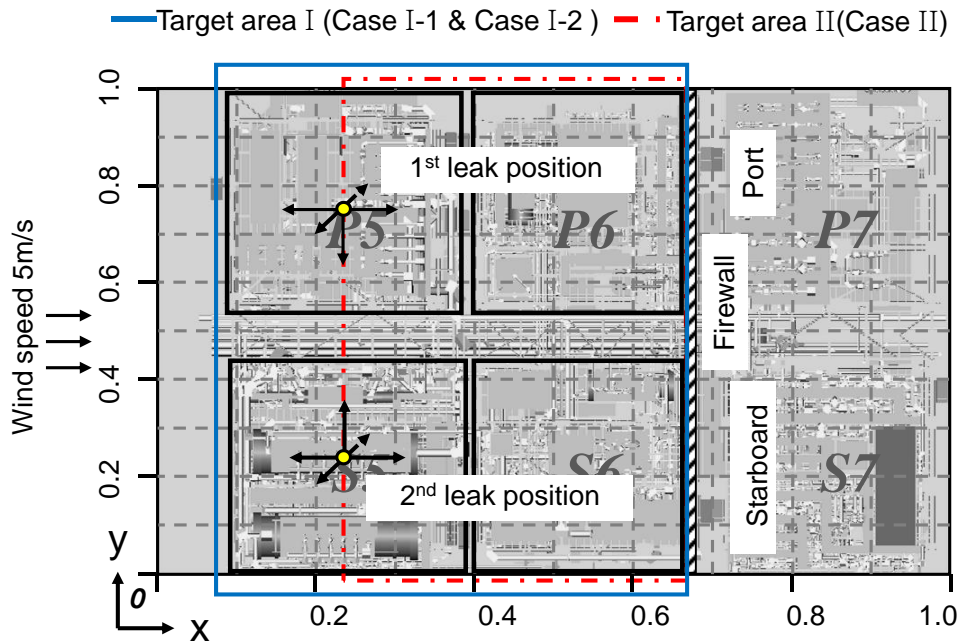 Target area Ⅰ (Case Ⅰ-1 & Case Ⅰ-2 )
Target area Ⅱ(Case Ⅱ)
1.0
0.8
0.6
0.4
0.2
y
0
x
0.2
0.4
0.6
0.8
1.0
Wind speed 5m/s
1st leak position
P5
P6
P7
Port
Firewall
Starboard
S5
S6
S7
2nd leak position